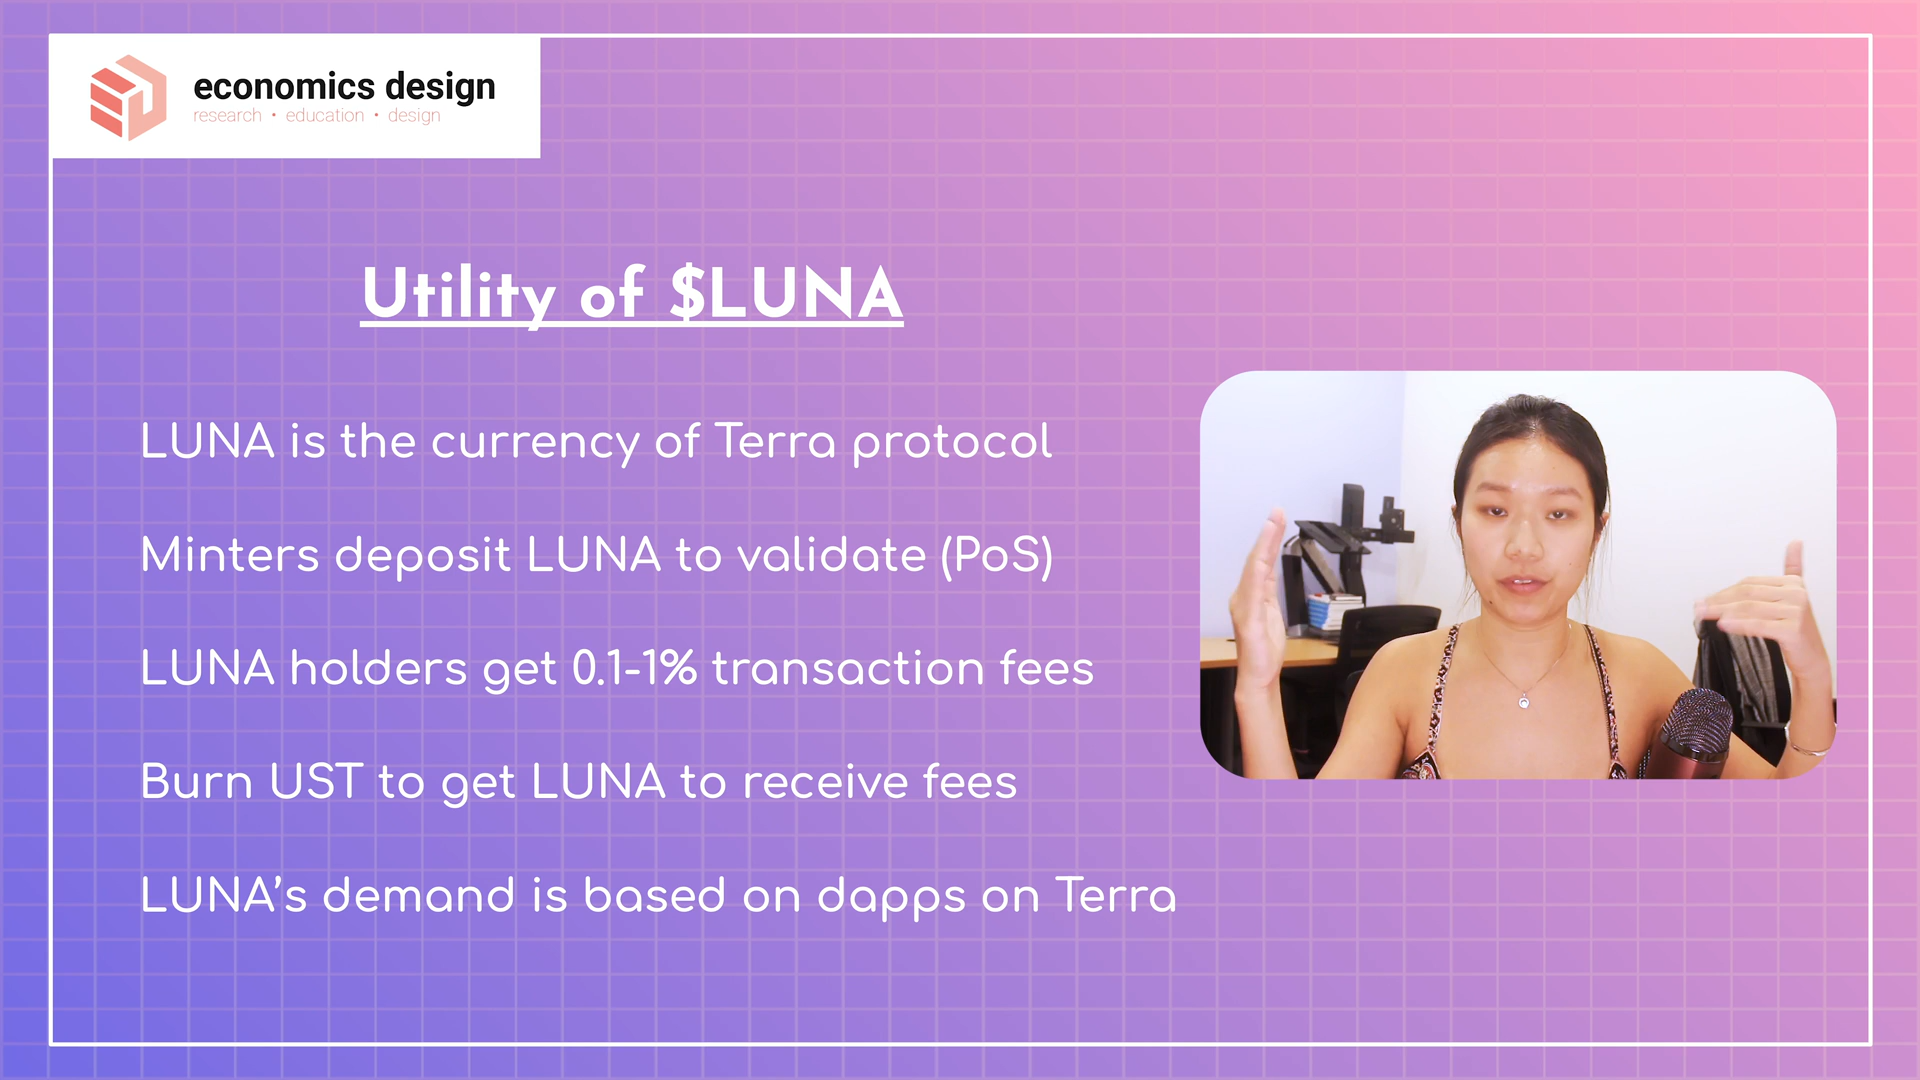 economics design
research • education • design
Utility of $LUNA
LUNA is the currency of Terra protocol
Minters deposit LUNA to validate (PoS)
LUNA holders get 0.1-1% transaction fees
Burn UST to get LUNA to receive fees
LUNA’s demand is based on dapps on Terra